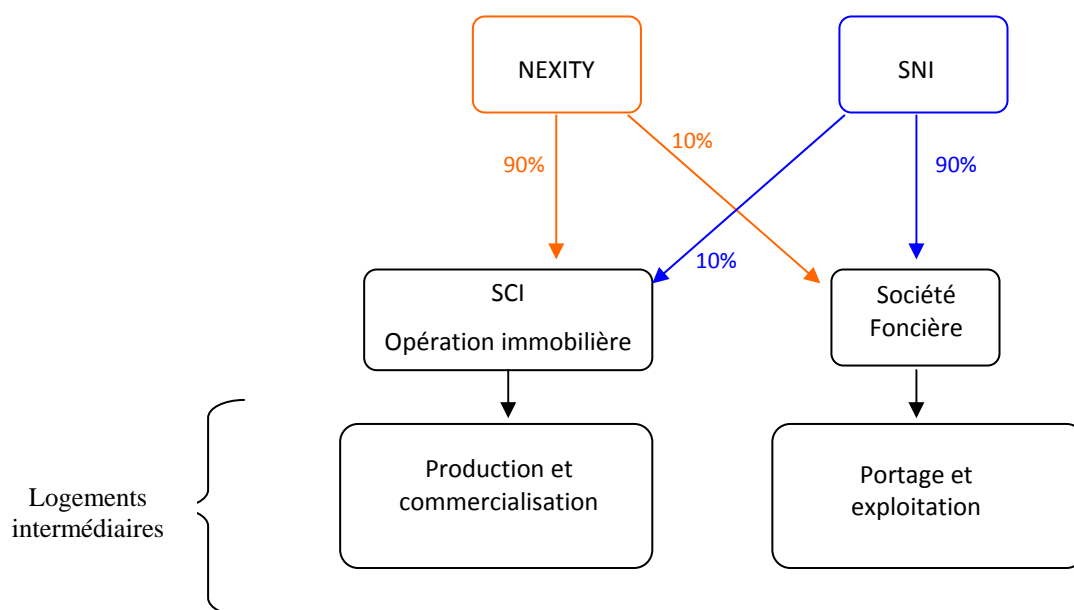 NEXITY
SNI
10%
90%
90%
10%
SCI
Opération immobilière
Société
Foncière
Production et
commercialisation
Portage et
exploitation
Logements
intermédiaires